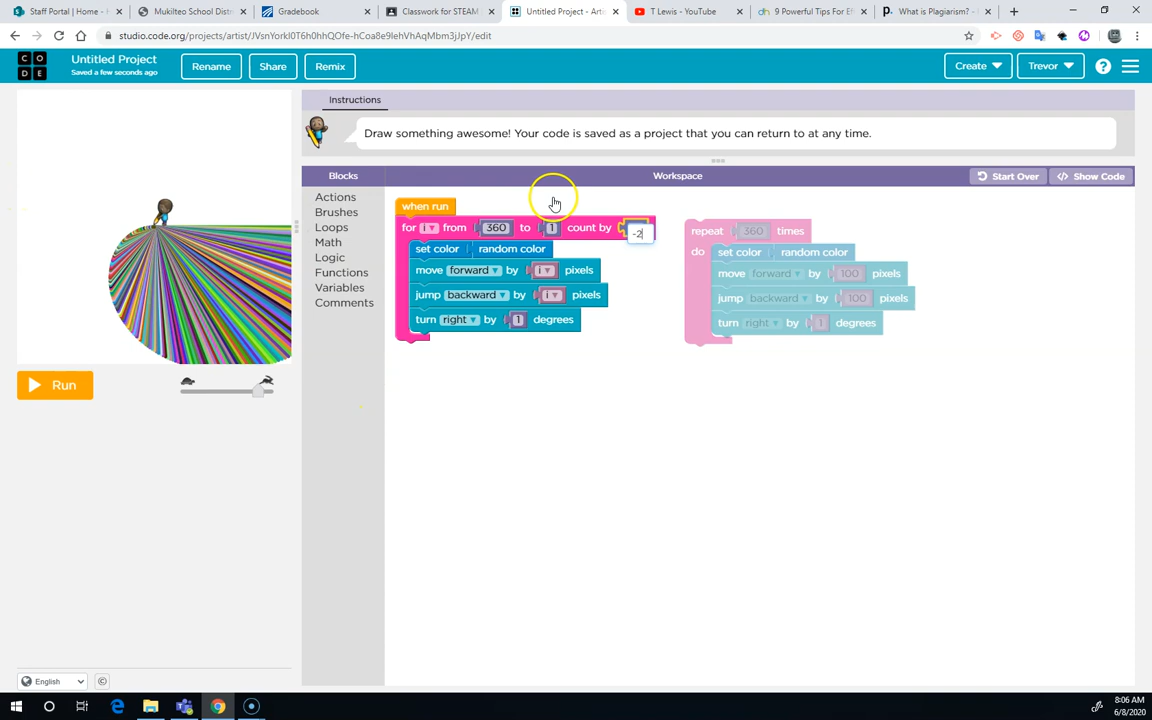 Staff Portal | Home -
Mukilteo School Distri
Gradebook
Classwork for STEAM
Untitled Project - Arti
T Lewis - YouTube
9 Powerful Tips For Ef
What is Plagiarism? -
studio.code.org/projects/artist/JVsnYorkI0T6h0hhQOfe-hCoa8e9IehVhAqMbm3jJpY/edit
C O D E
Untitled Project
Saved a few seconds ago
Rename
Share
Remix
Create
Trevor
?
Instructions
Draw something awesome! Your code is saved as a project that you can return to at any time.
Blocks
Workspace
Start Over
</> Show Code
Actions
Brushes
Loops
Math
Logic
Functions
Variables
Comments
when run
for i from 360 to 1 count by -2
set color random color
move forward by i pixels
jump backward by i pixels
turn right by 1 degrees
repeat 360 times
do set color random color
move forward by 100 pixels
jump backward by 100 pixels
turn right by 1 degrees
Run
English
8:06 AM
6/8/2020